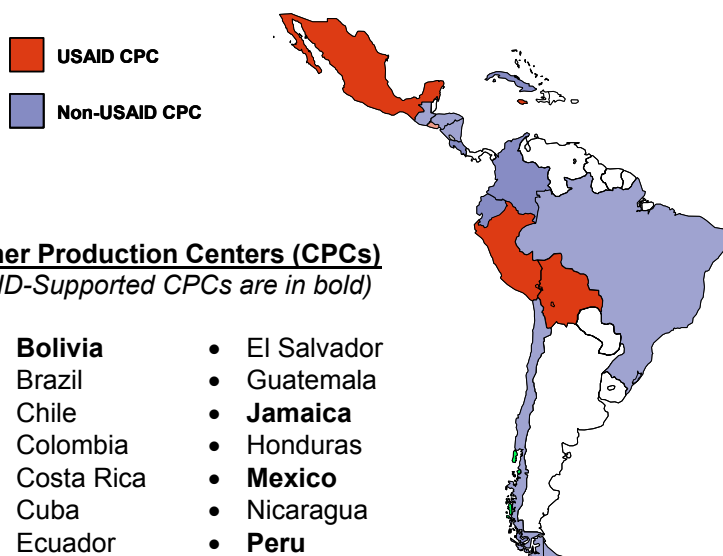 USAID CPC
Non-USAID CPC
ner Production Centers (CPCs)
ID-Supported CPCs are in bold)
Bolivia
Brazil
Chile
Colombia
Costa Rica
Cuba
Ecuador
• El Salvador
• Guatemala
• Jamaica
• Honduras
• Mexico
• Nicaragua
• Peru